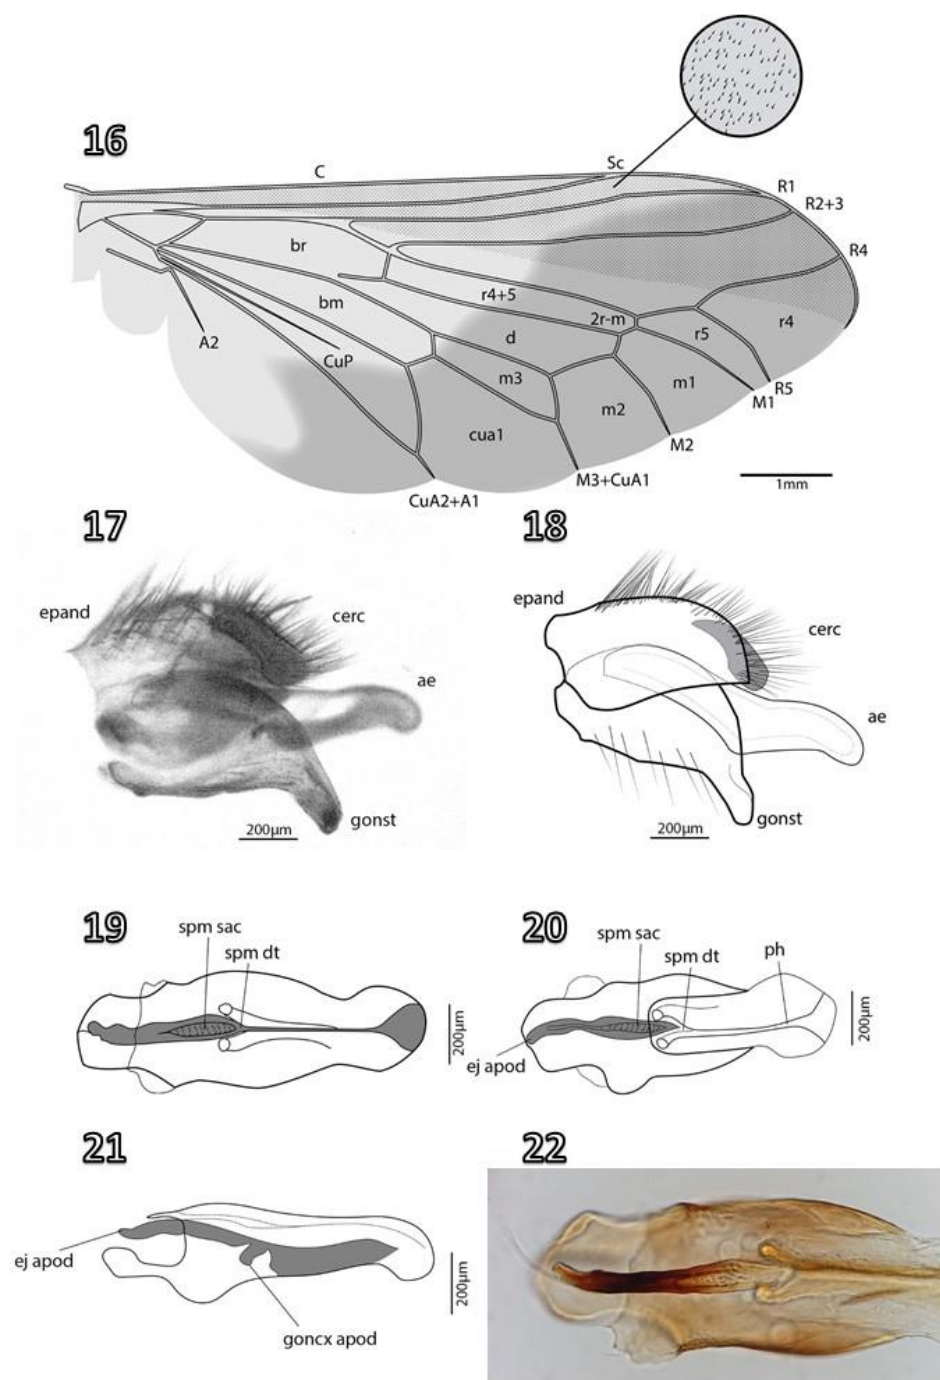 16
C
Sc
R1
R2+3
R4
br
r4+5
bm
2r-m
r4
d
r5
A2
CuP
m3
m1
R5
M1
m2
cua1
M2
M3+CuA1
1mm
CuA2+A1
17
18
epand
cerc
ae
gonst
200µm
epand
cerc
ae
gonst
200µm
19
spm sac
spm dt
200µm
20
spm sac
spm dt
ph
ej apod
200µm
21
ej apod
goncx apod
200µm
22